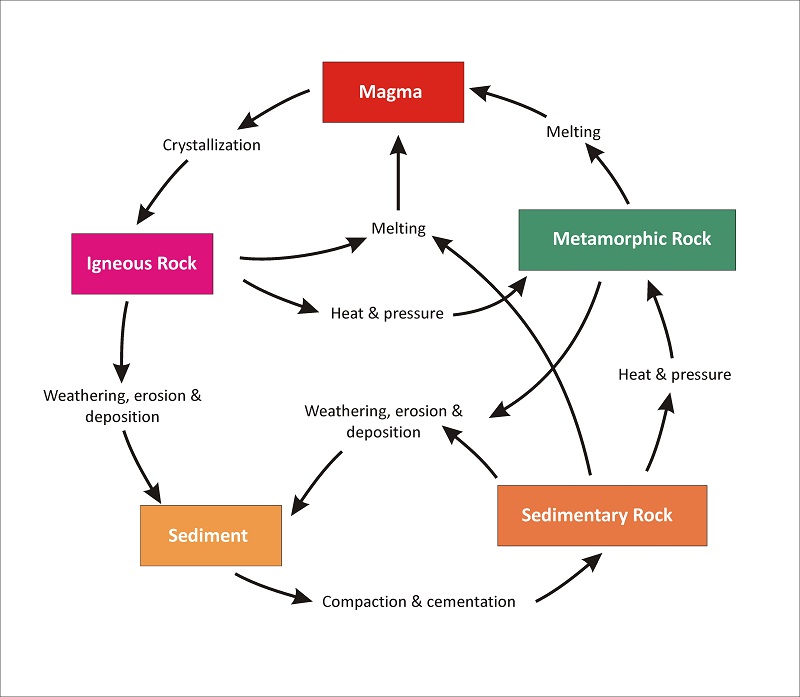 Magma
Crystallization
Melting
Igneous Rock
Melting
Metamorphic Rock
Heat & pressure
Heat & pressure
Weathering, erosion &
deposition
Weathering, erosion &
deposition
Sediment
Sedimentary Rock
Compaction & cementation